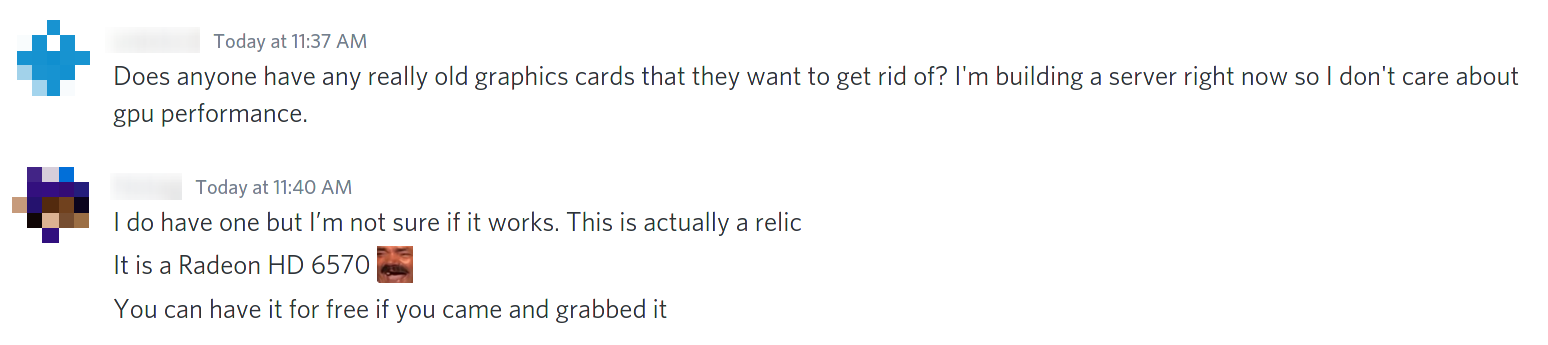 Today at 11:37 AM
Does anyone have any really old graphics cards that they want to get rid of? I'm building a server right now so I don't care about
gpu performance.
Today at 11:40 AM
I do have one but I’m not sure if it works. This is actually a relic
It is a Radeon HD 6570
You can have it for free if you came and grabbed it